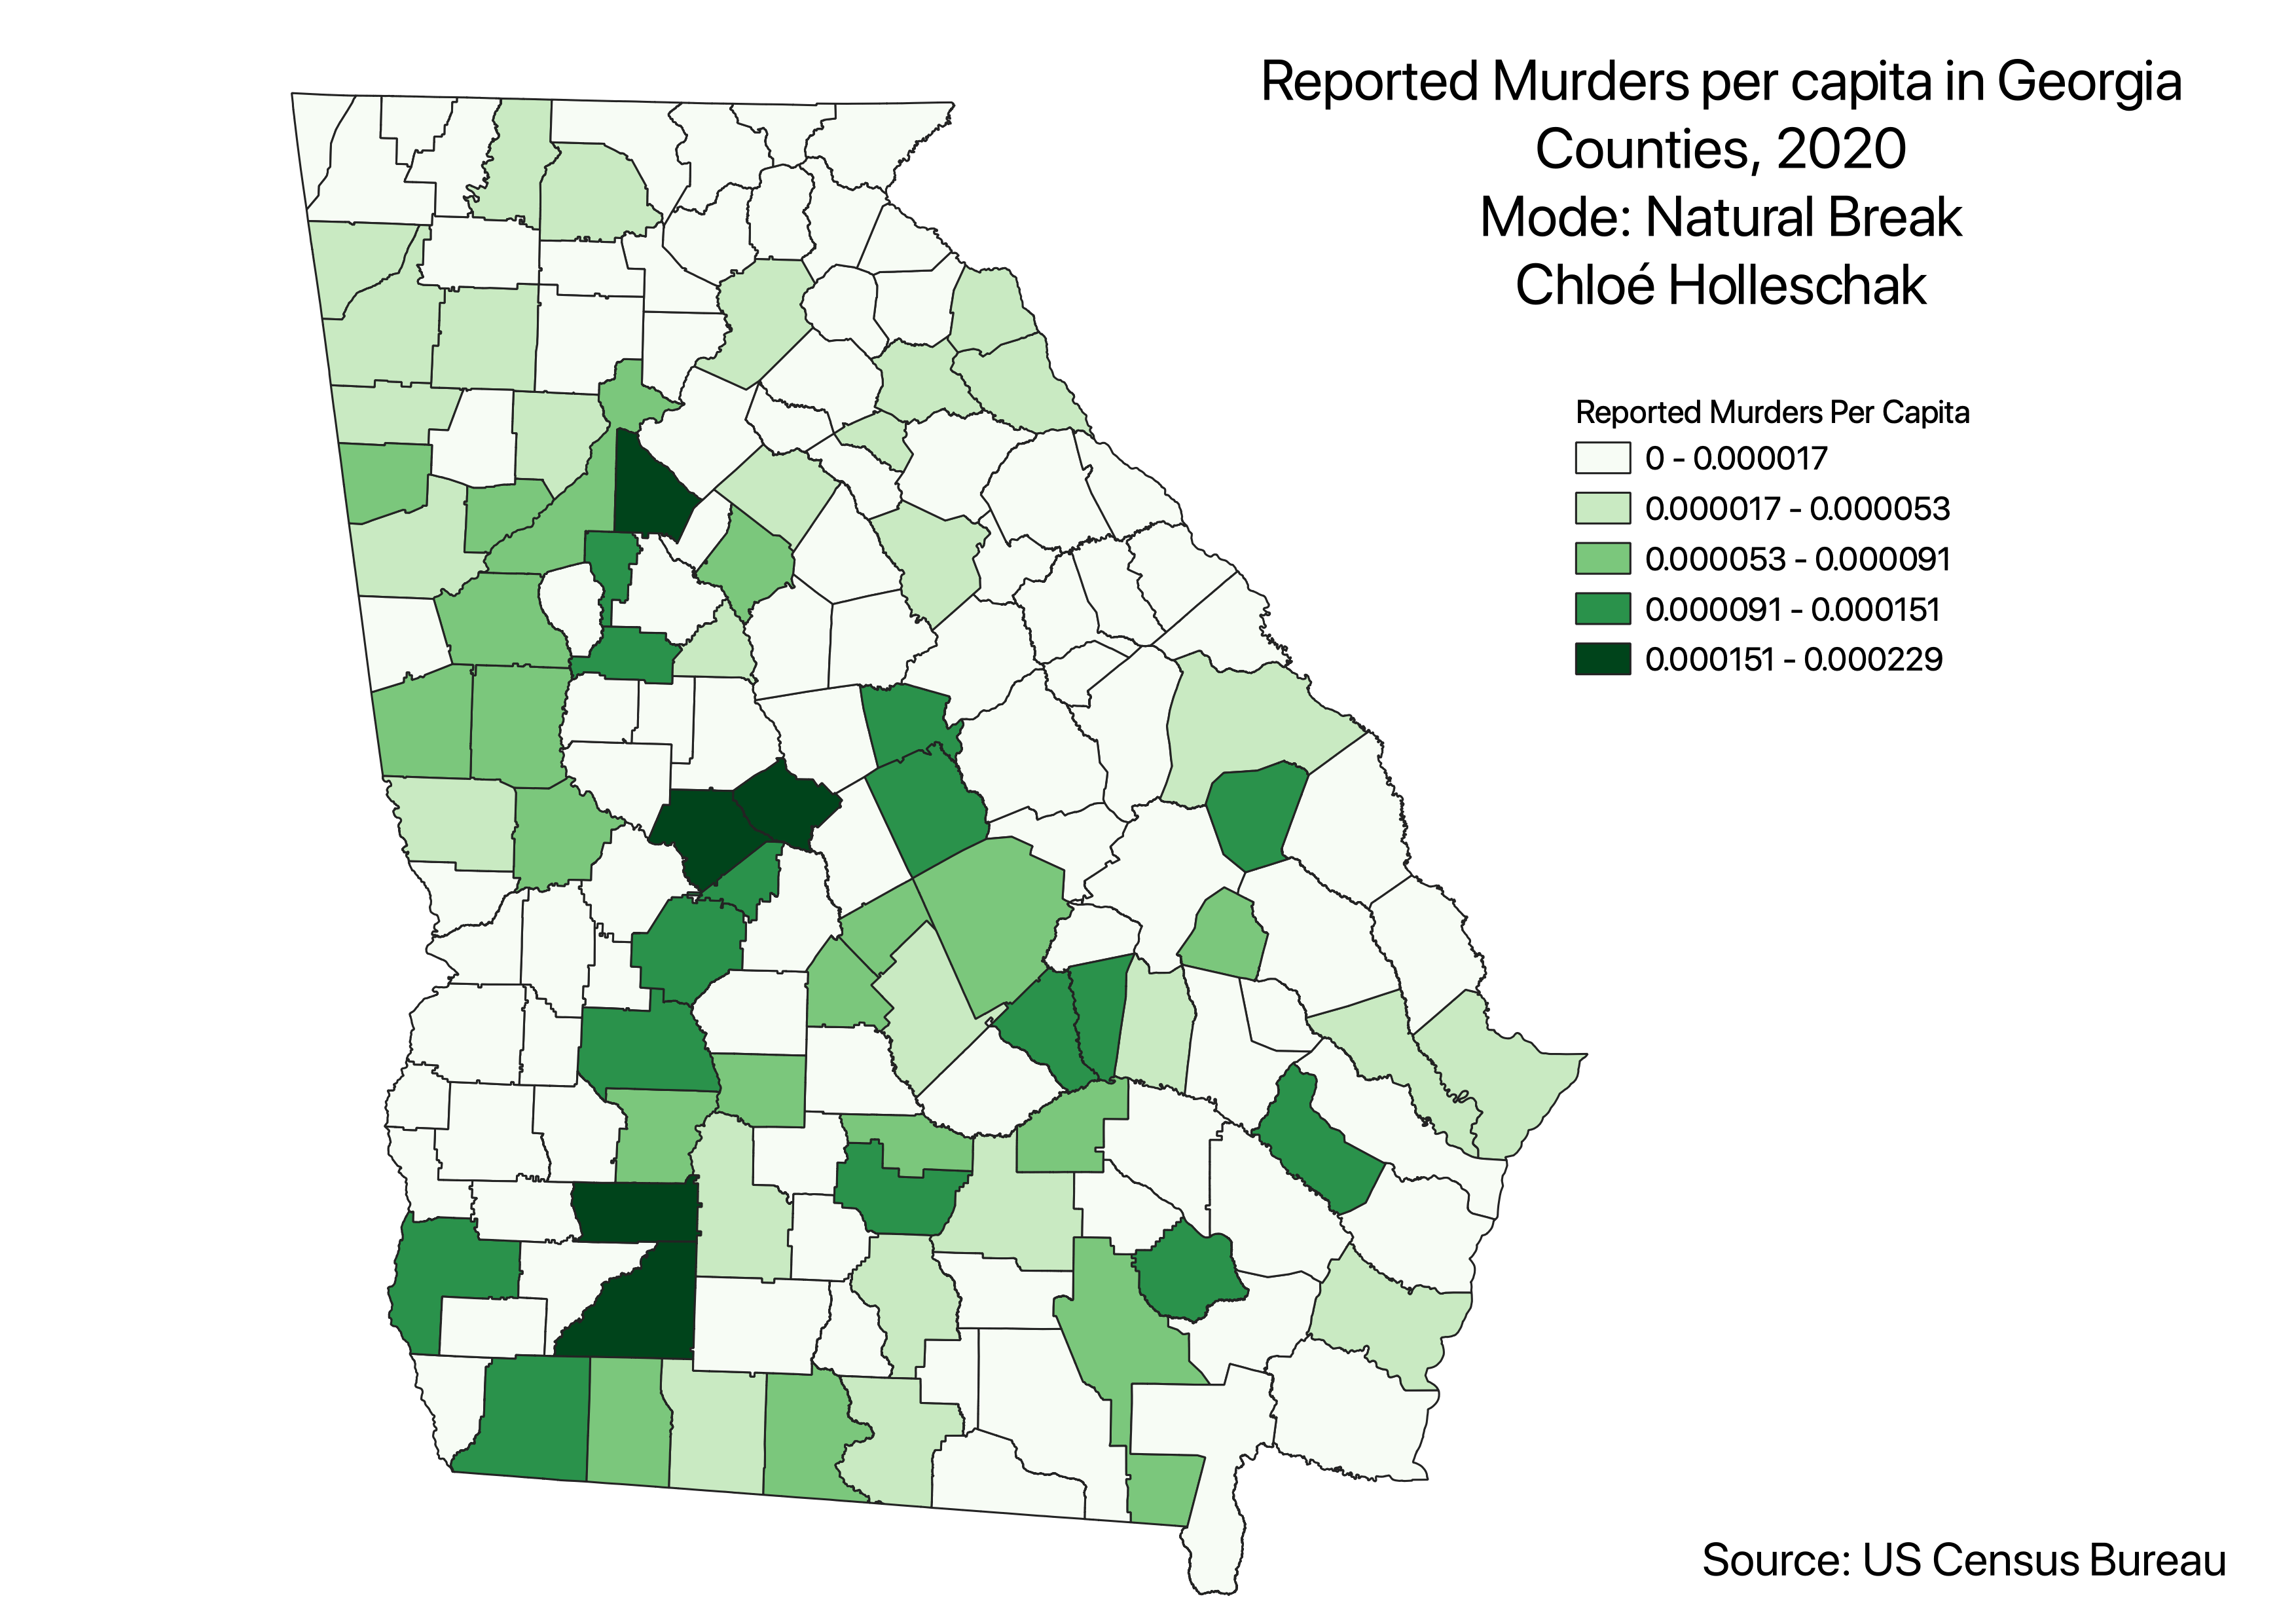 Reported Murders per capita in Georgia
Counties, 2020
Mode: Natural Break
Chloé Holleschak
Reported Murders Per Capita
0 - 0.000017
0.000017 - 0.000053
0.000053 - 0.000091
0.000091 - 0.000151
0.000151 - 0.000229
Source: US Census Bureau